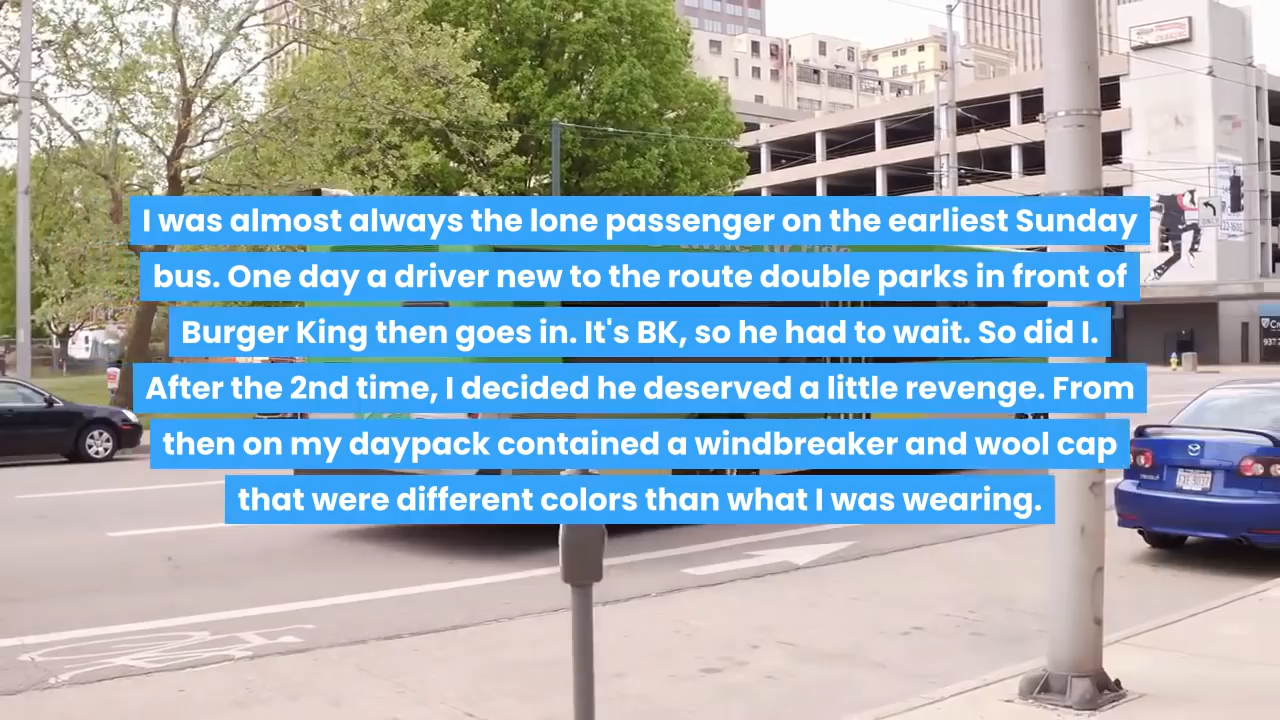 I was almost always the lone passenger on the earliest Sunday
bus. One day a driver new to the route double parks in front of
Burger King then goes in. It's BK, so he had to wait. So did I.
After the 2nd time, I decided he deserved a little revenge. From
then on my daypack contained a windbreaker and wool cap
that were different colors than what I was wearing.
ONLY